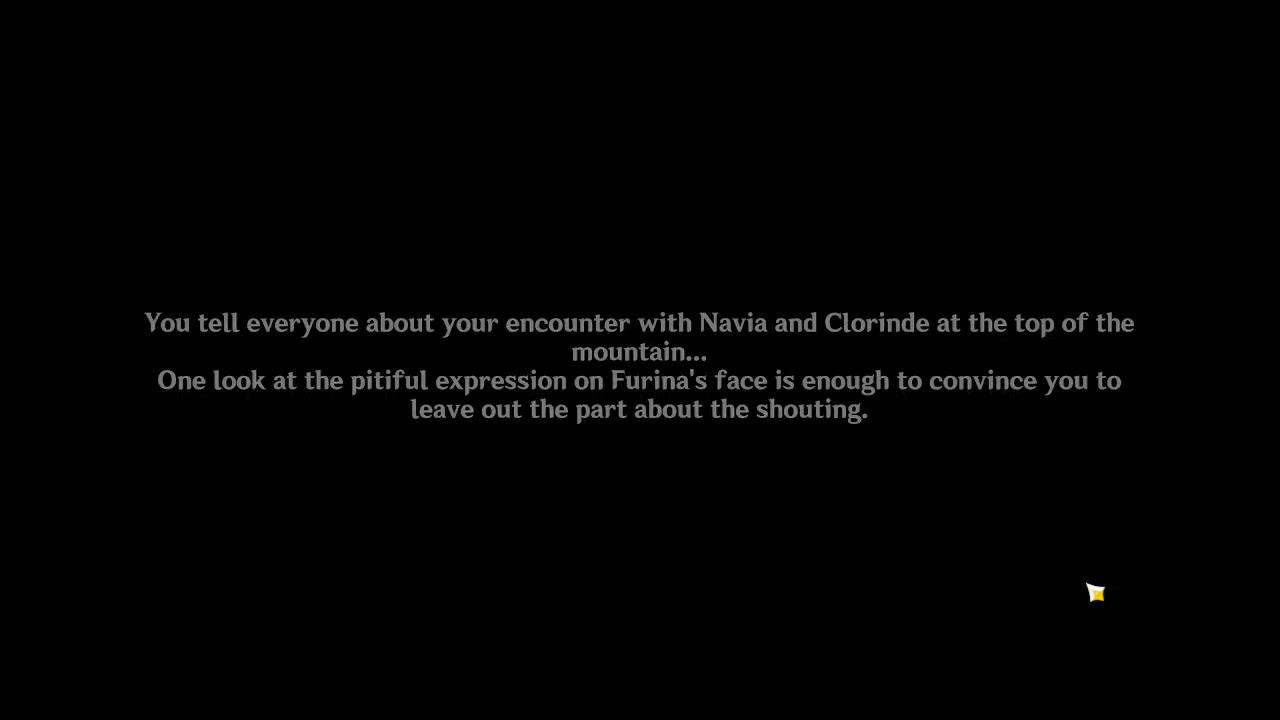 You tell everyone about your encounter with Navia and Clorinde at the top of the
mountain...
One look at the pitiful expression on Furina's face is enough to convince you to
leave out the part about the shouting.